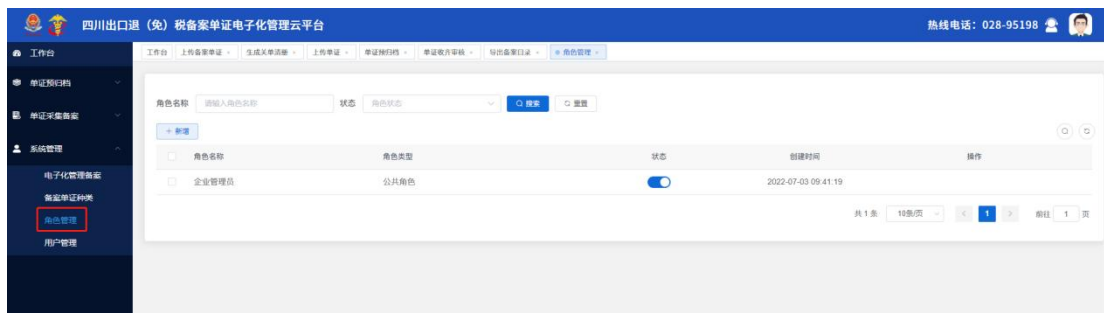 四川出口退（免）税备案单证电子化管理云平台 热线电话：028-95198
工作台
单证预归档
单证采集备案
系统管理
电子化管理备案
备案单证种类
角色管理
用户管理
工作台 上传备案单证 × 生成关单清册 × 上传单证 × 单证预归档 × 单证收齐审核 × 导出备案目录 × 角色管理 ×
角色名称 请输入角色名称 状态 角色状态 搜索 重置
+ 新增
角色名称 角色类型 状态 创建时间 操作
企业管理员 公共角色 2022-07-03 09:41:19
共 1 条 10条/页 < 1 > 前往 1 页